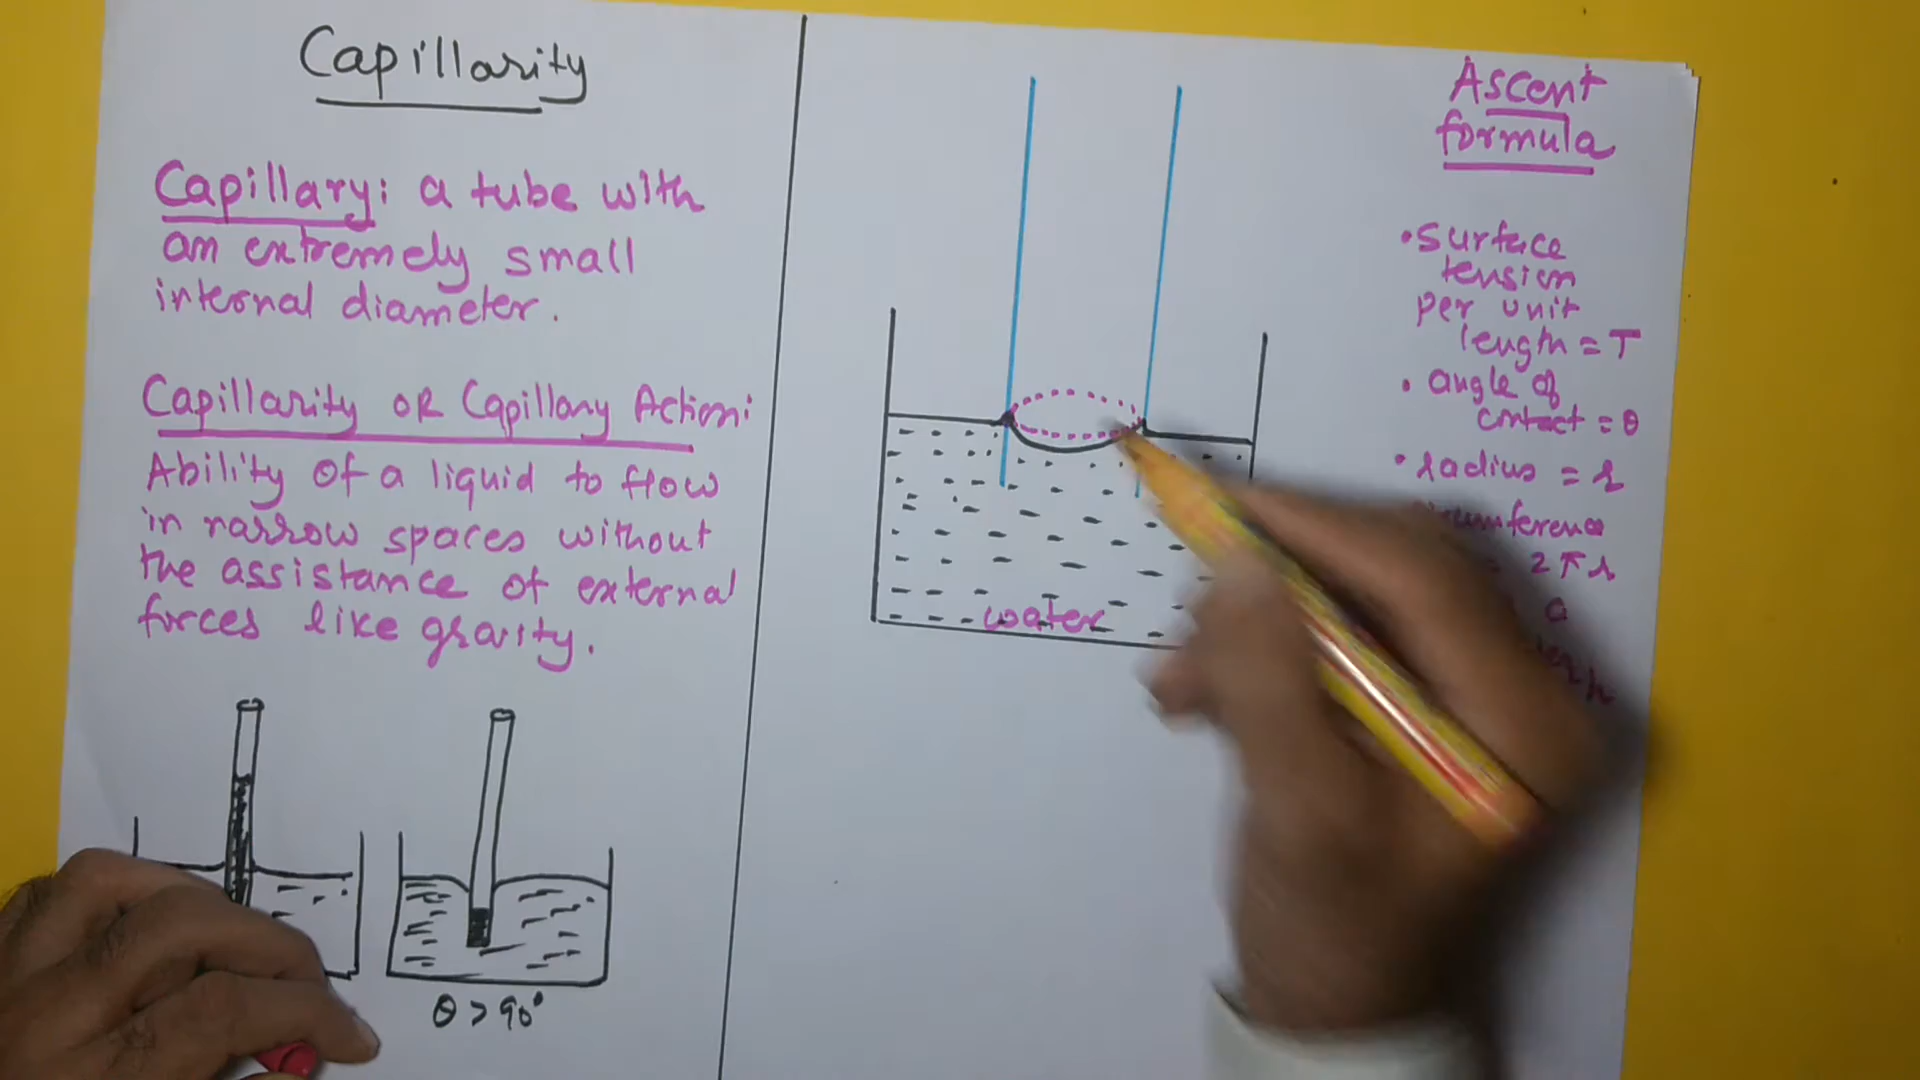 Capillarity
Capillary: a tube with
an extremely small
internal diameter.
Capillarity OR Capillary Action:
Ability of a liquid to flow
in narrow spaces without
the assistance of external
forces like gravity.
θ > 90°
water
Ascent
formula
• Surface
tension
per unit
length = T
• angle of
contact = θ
• radius = r
2πr